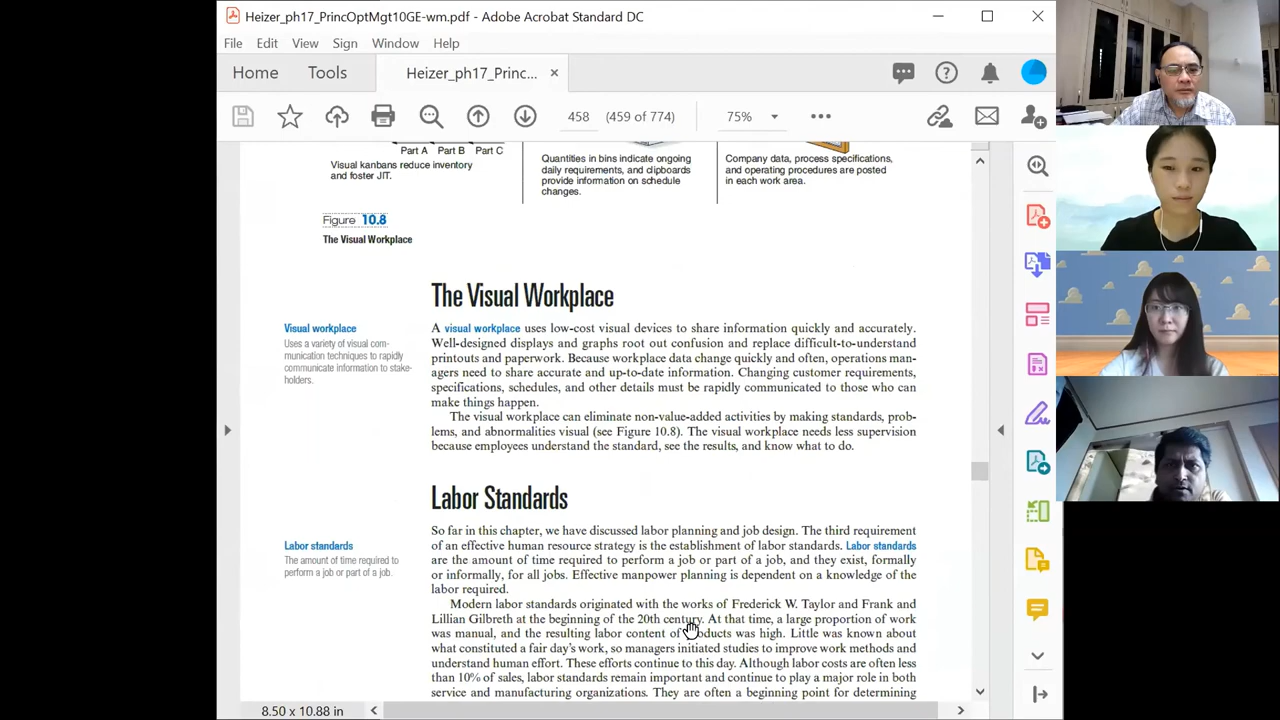 Heizer_ph17_PrincOptMgt10GE-wm.pdf - Adobe Acrobat Standard DC
File Edit View Sign Window Help
Home Tools Heizer_ph17_Princ... ×
458 (459 of 774) 75%
Part A Part B Part C
Visual kanbans reduce inventory
and foster JIT.
Quantities in bins indicate ongoing
daily requirements, and clipboards
provide information on schedule
changes.
Company data, process specifications,
and operating procedures are posted
in each work area.
Figure 10.8
The Visual Workplace
The Visual Workplace
Visual workplace
Uses a variety of visual com-
munication techniques to rapidly
communicate information to stake-
holders.
A visual workplace uses low-cost visual devices to share information quickly and accurately.
Well-designed displays and graphs root out confusion and replace difficult-to-understand
printouts and paperwork. Because workplace data change quickly and often, operations man-
agers need to share accurate and up-to-date information. Changing customer requirements,
specifications, schedules, and other details must be rapidly communicated to those who can
make things happen.
The visual workplace can eliminate non-value-added activities by making standards, prob-
lems, and abnormalities visual (see Figure 10.8). The visual workplace needs less supervision
because employees understand the standard, see the results, and know what to do.
Labor Standards
Labor standards
The amount of time required to
perform a job or part of a job.
So far in this chapter, we have discussed labor planning and job design. The third requirement
of an effective human resource strategy is the establishment of labor standards. Labor standards
are the amount of time required to perform a job or part of a job, and they exist, formally
or informally, for all jobs. Effective manpower planning is dependent on a knowledge of the
labor required.
Modern labor standards originated with the works of Frederick W. Taylor and Frank and
Lillian Gilbreth at the beginning of the 20th century. At that time, a large proportion of work
was manual, and the resulting labor content of products was high. Little was known about
what constituted a fair day's work, so managers initiated studies to improve work methods and
understand human effort. These efforts continue to this day. Although labor costs are often less
than 10% of sales, labor standards remain important and continue to play a major role in both
service and manufacturing organizations. They are often a beginning point for determining
8.50 x 10.88 in